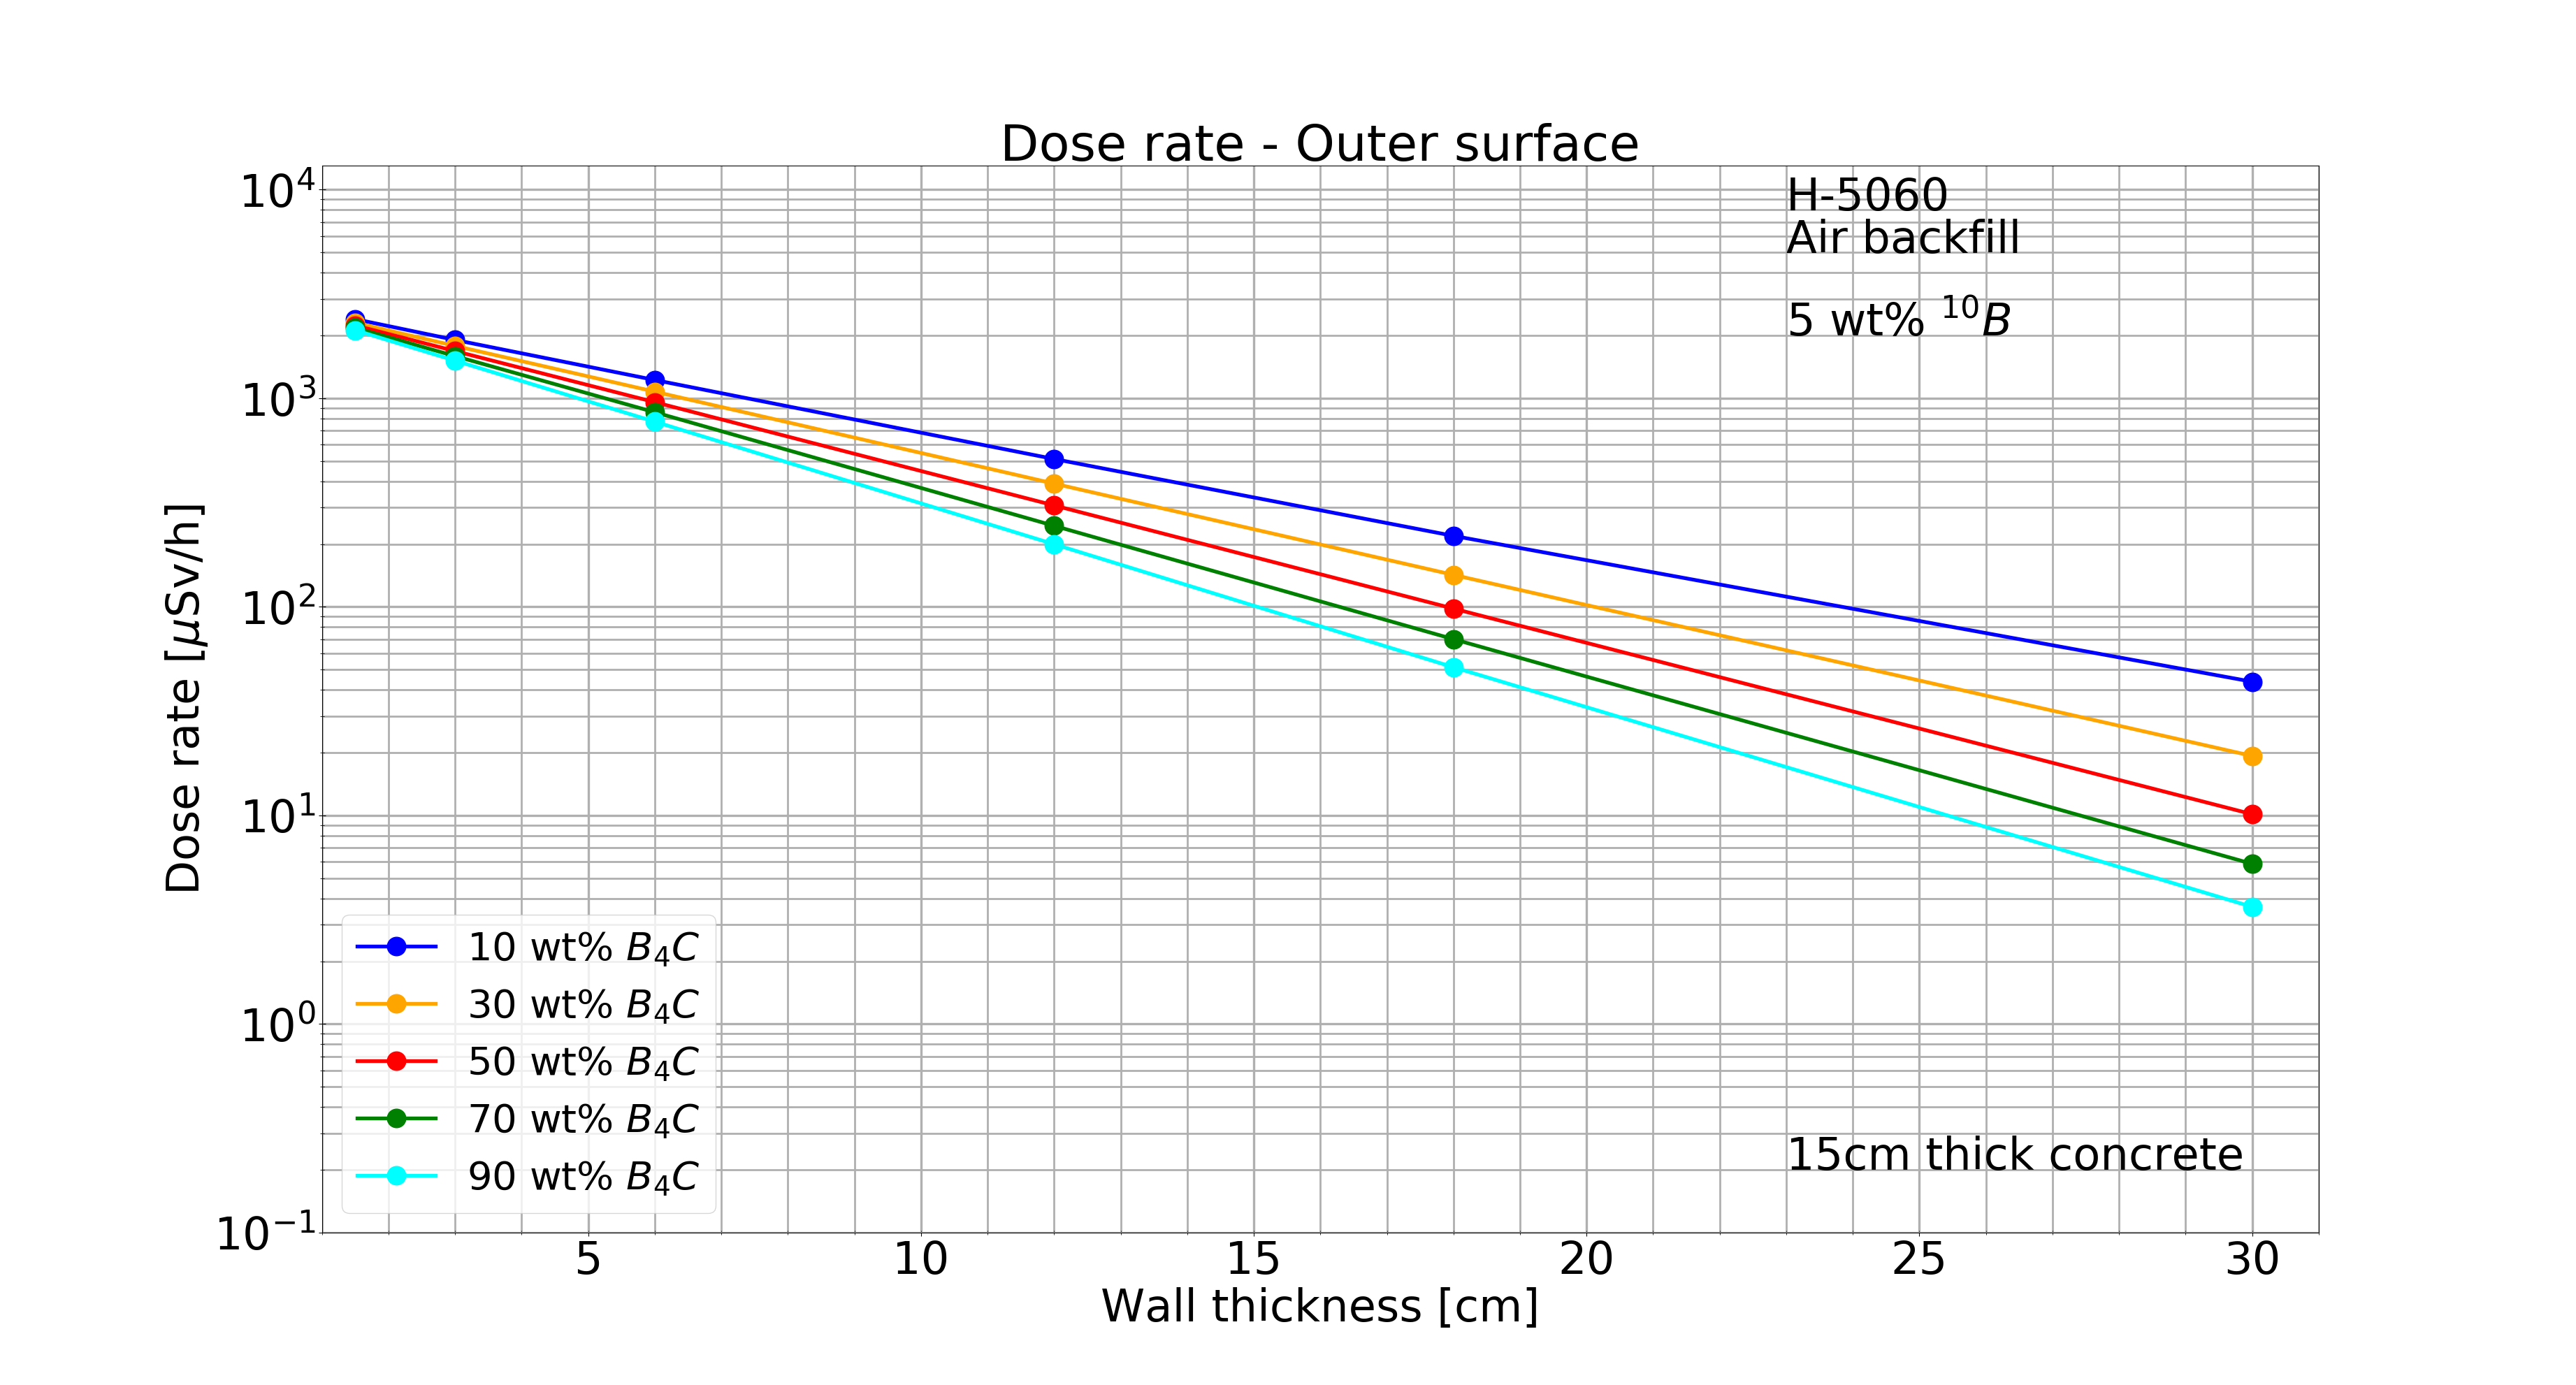 Dose rate - Outer surface
H-5060
Air backfill
5 wt% ¹⁰B
10⁴
10³
10²
10¹
10⁰
10⁻¹
Dose rate [μSv/h]
10 wt% B₄C
30 wt% B₄C
50 wt% B₄C
70 wt% B₄C
90 wt% B₄C
15cm thick concrete
5 10 15 20 25 30
Wall thickness [cm]